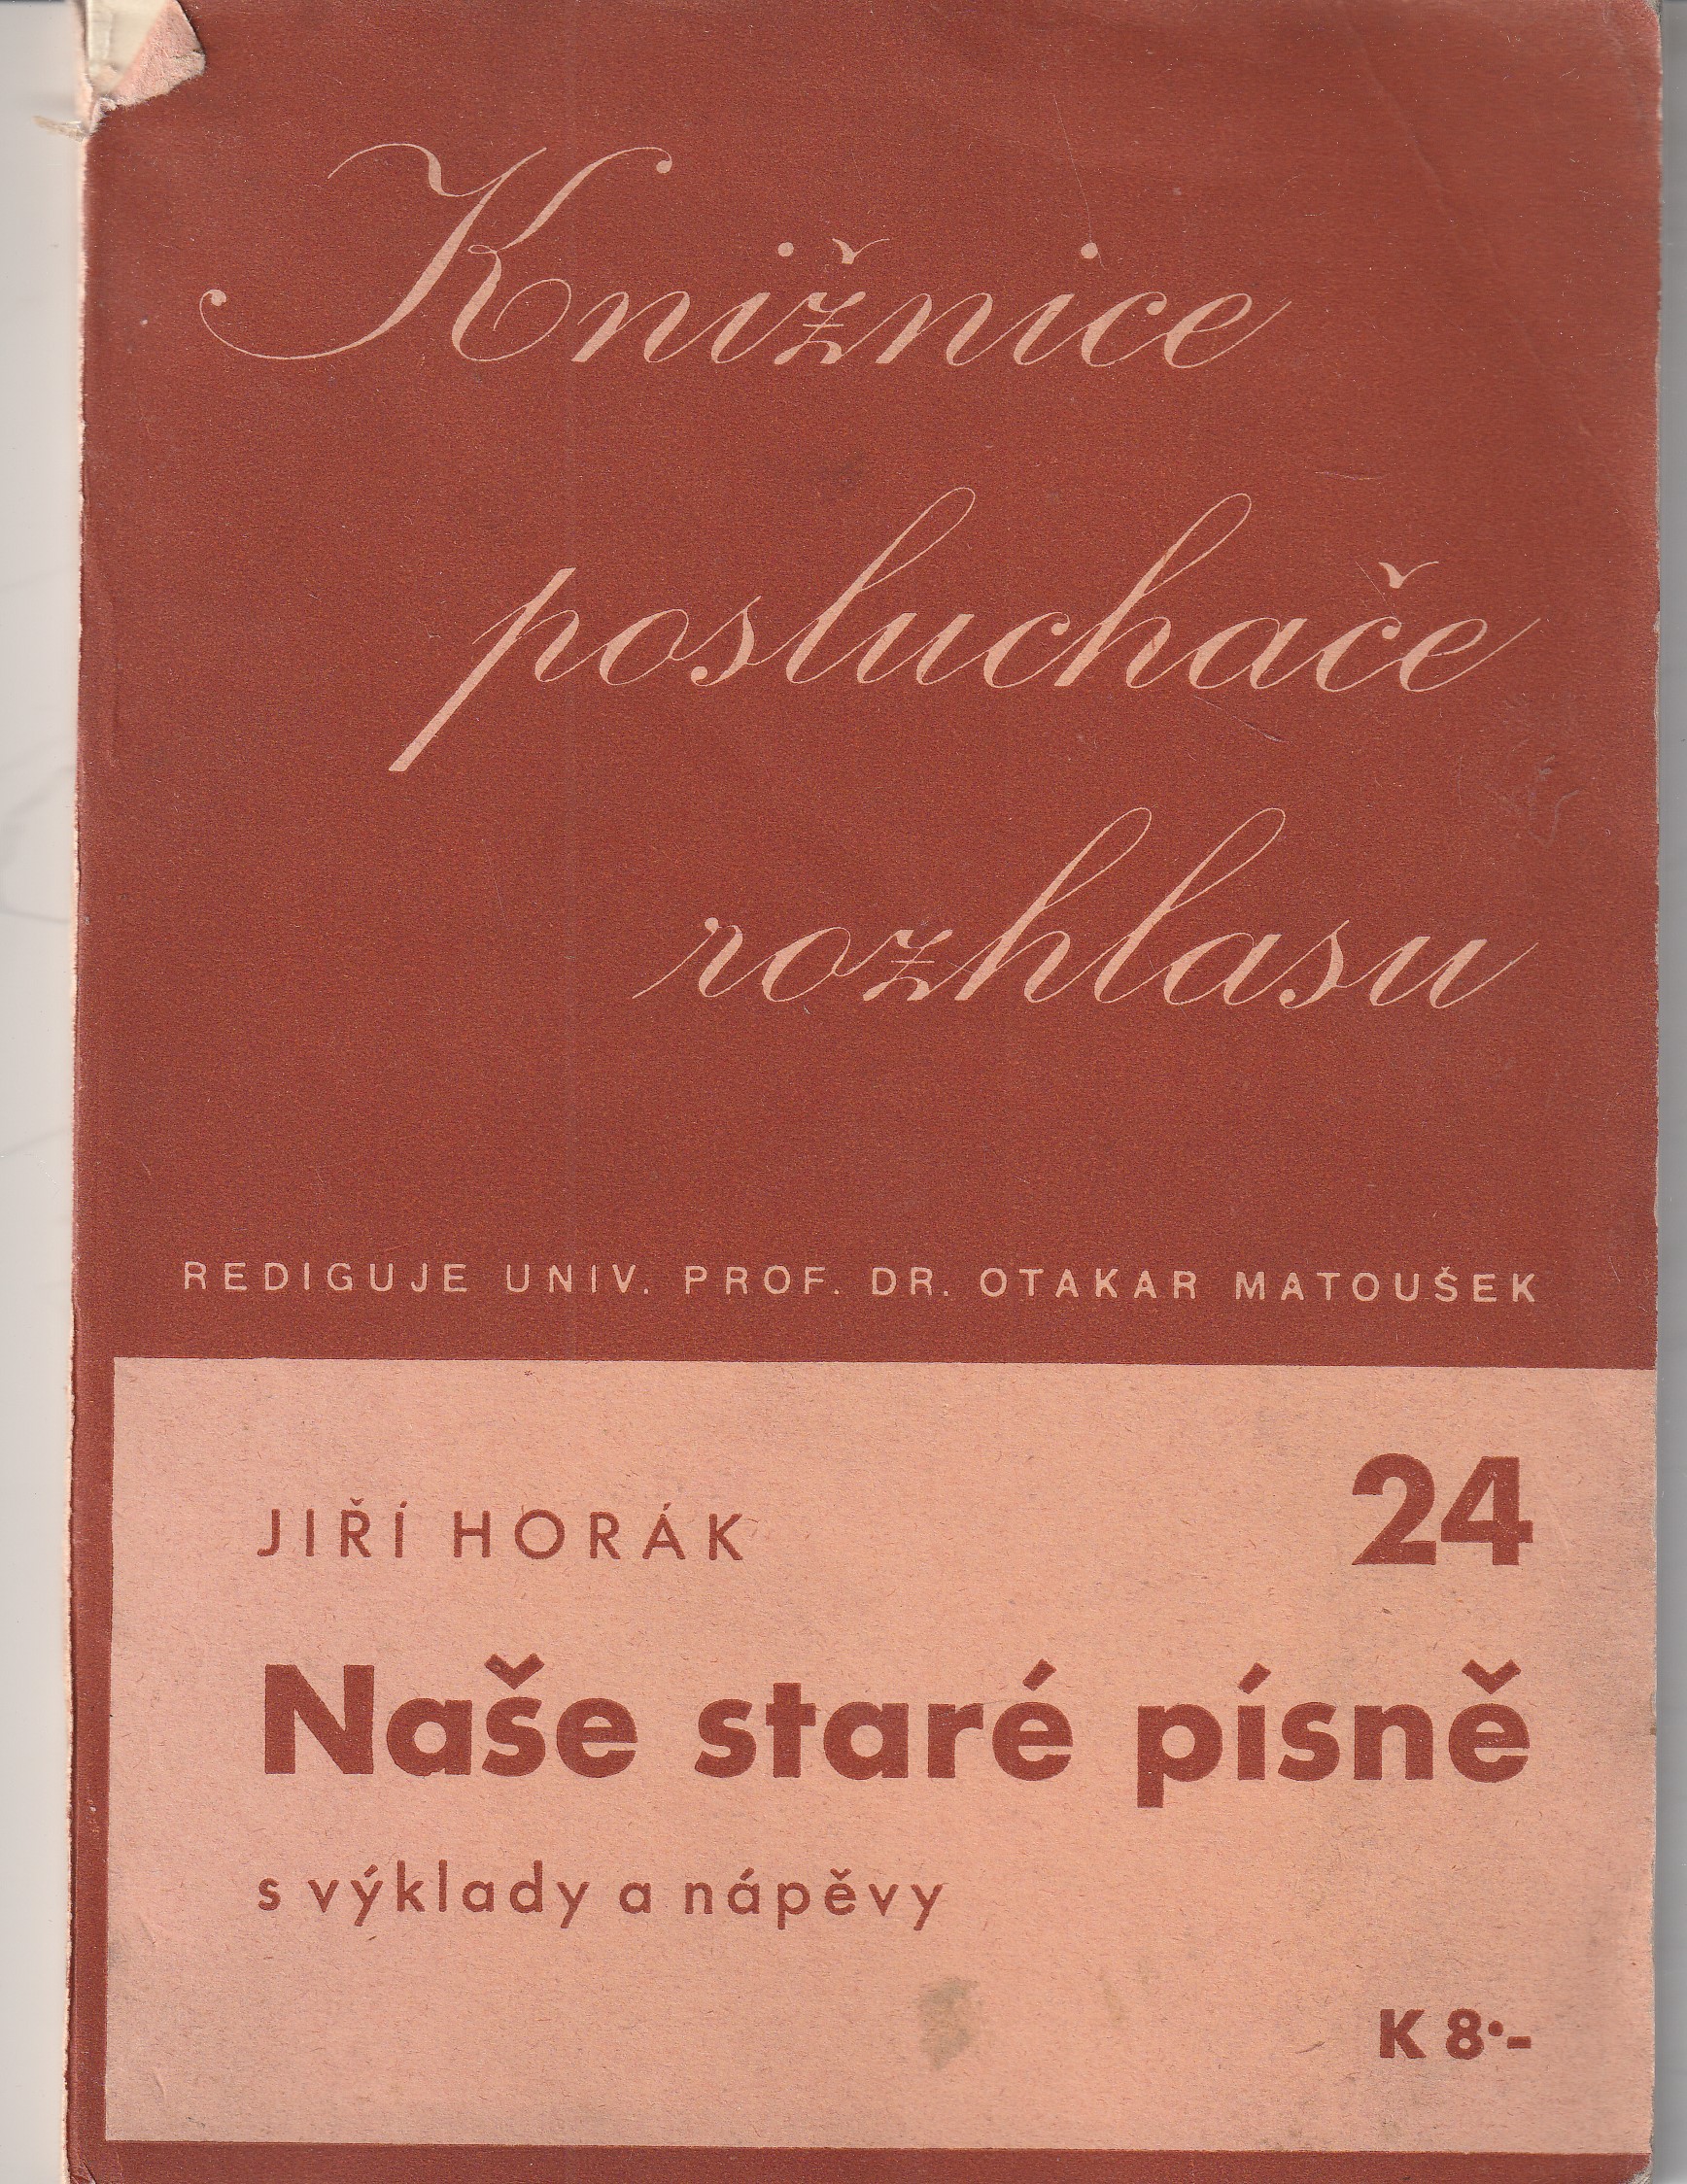 Knižnice
posluchače
rozhlasu
REDIGUJE UNIV. PROF. DR. OTAKAR MATOUŠEK
24
JIŘÍ HORÁK
Naše staré písně
s výklady a nápěvy
K 8·-